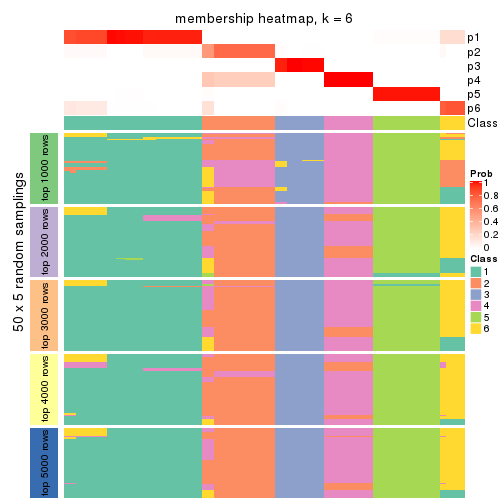 membership heatmap, k = 6
p1
p2
p3
p4
p5
p6
Class
50 x 5 random samplings
top 1000 rows
top 2000 rows
top 3000 rows
top 4000 rows
top 5000 rows
Prob
1
0.8
0.6
0.4
0.2
0
Class
1
2
3
4
5
6